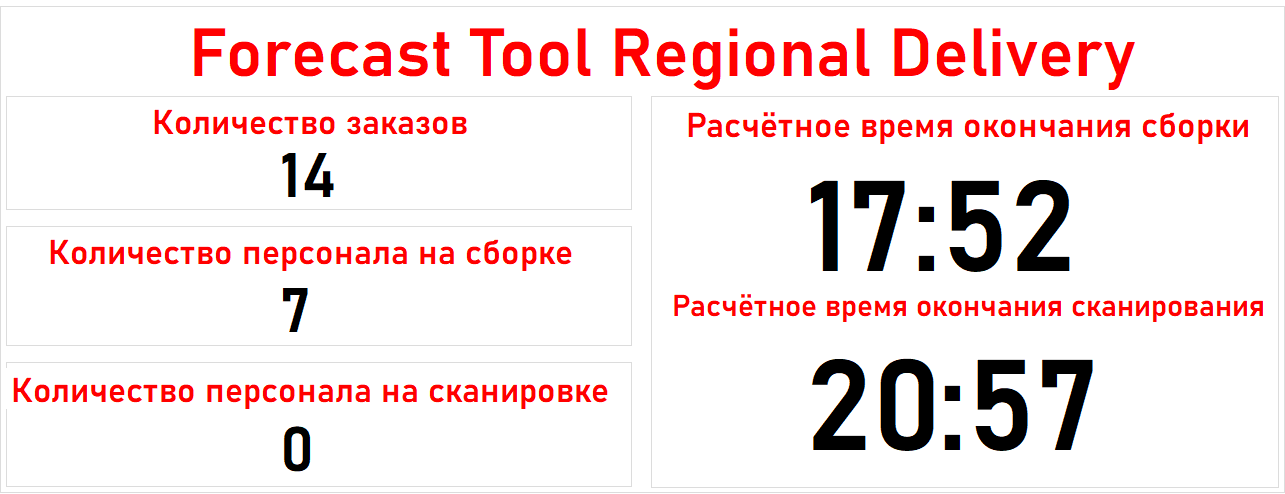 Forecast Tool Regional Delivery
Количество заказов
14
Количество персонала на сборке
7
Количество персонала на сканировке
0
Расчётное время окончания сборки
17:52
Расчётное время окончания сканирования
20:57